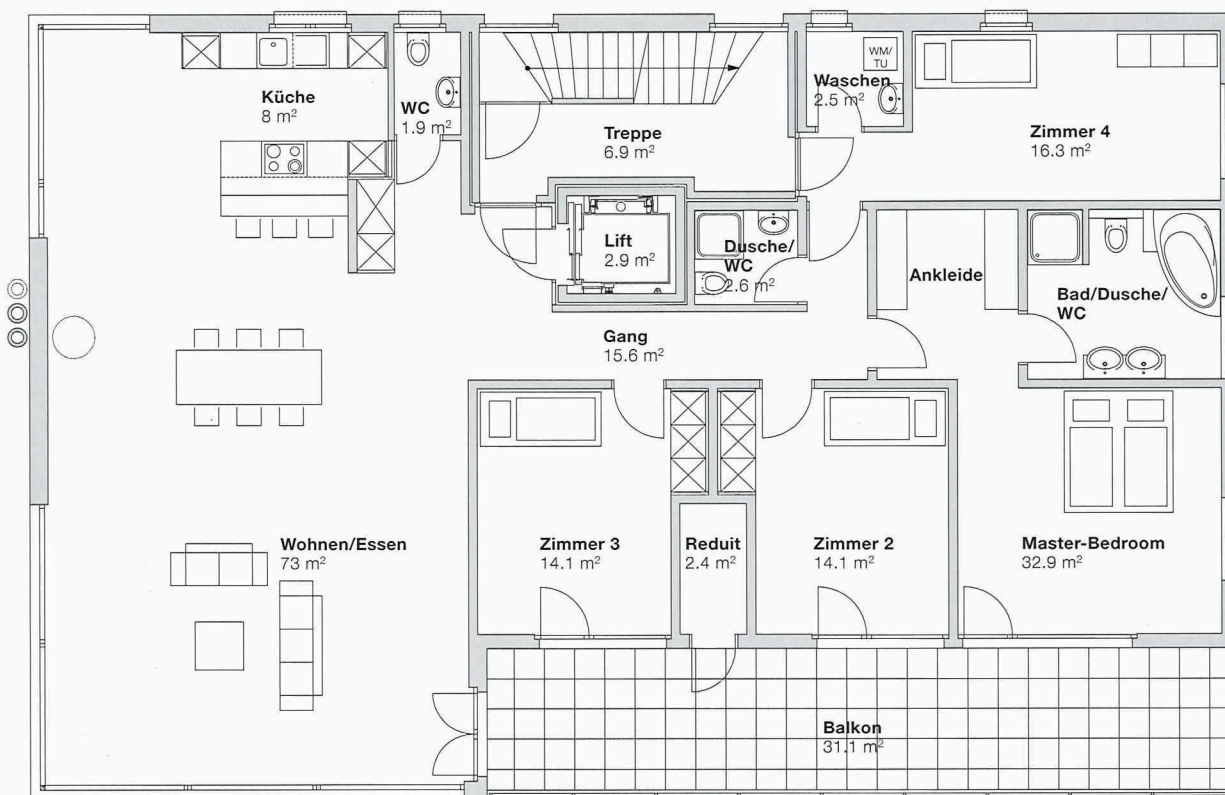 Küche
8 m²
WC
1.9 m²
Treppe
6.9 m²
WM/
TU
Waschen
2.5 m²
Zimmer 4
16.3 m²
Lift
2.9 m²
Dusche/
WC
2.6 m²
Ankleide
Bad/Dusche/
WC
Gang
15.6 m²
Wohnen/Essen
73 m²
Zimmer 3
14.1 m²
Reduit
2.4 m²
Zimmer 2
14.1 m²
Master-Bedroom
32.9 m²
Balkon
31.1 m²